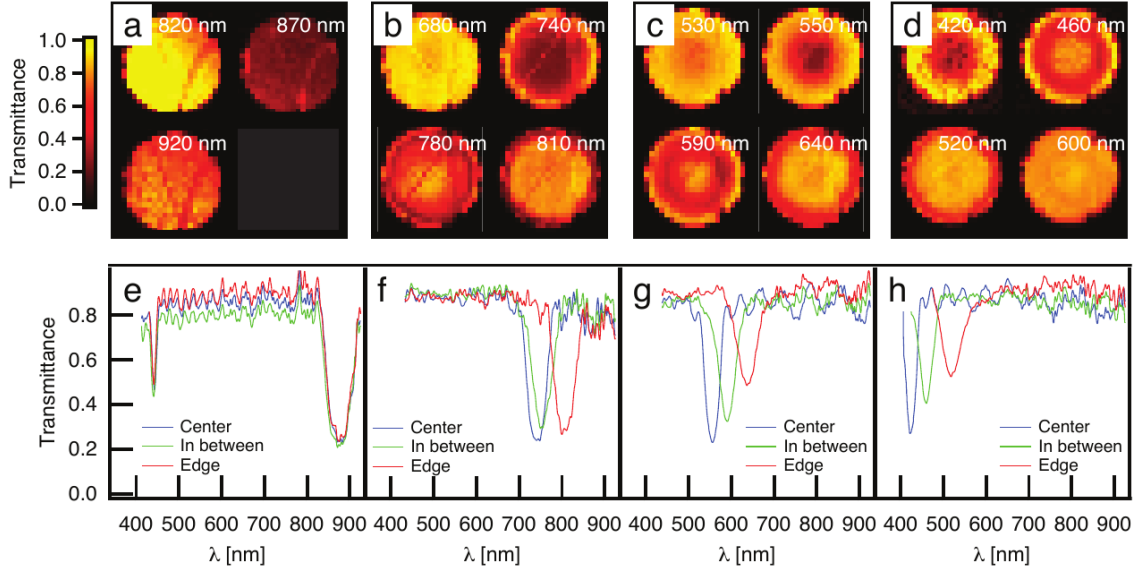 a 820 nm 870 nm
920 nm
b 680 nm 740 nm
780 nm 810 nm
c 530 nm 550 nm
590 nm 640 nm
d 420 nm 460 nm
520 nm 600 nm
Transmittance
1.0
0.8
0.6
0.4
0.2
0.0
e f g h
Transmittance
0.8
0.6
0.4
0.2
0.0
Center
In between
Edge
Center
In between
Edge
Center
In between
Edge
Center
In between
Edge
400 500 600 700 800 900
400 500 600 700 800 900
400 500 600 700 800 900
400 500 600 700 800 900
λ [nm]
λ [nm]
λ [nm]
λ [nm]